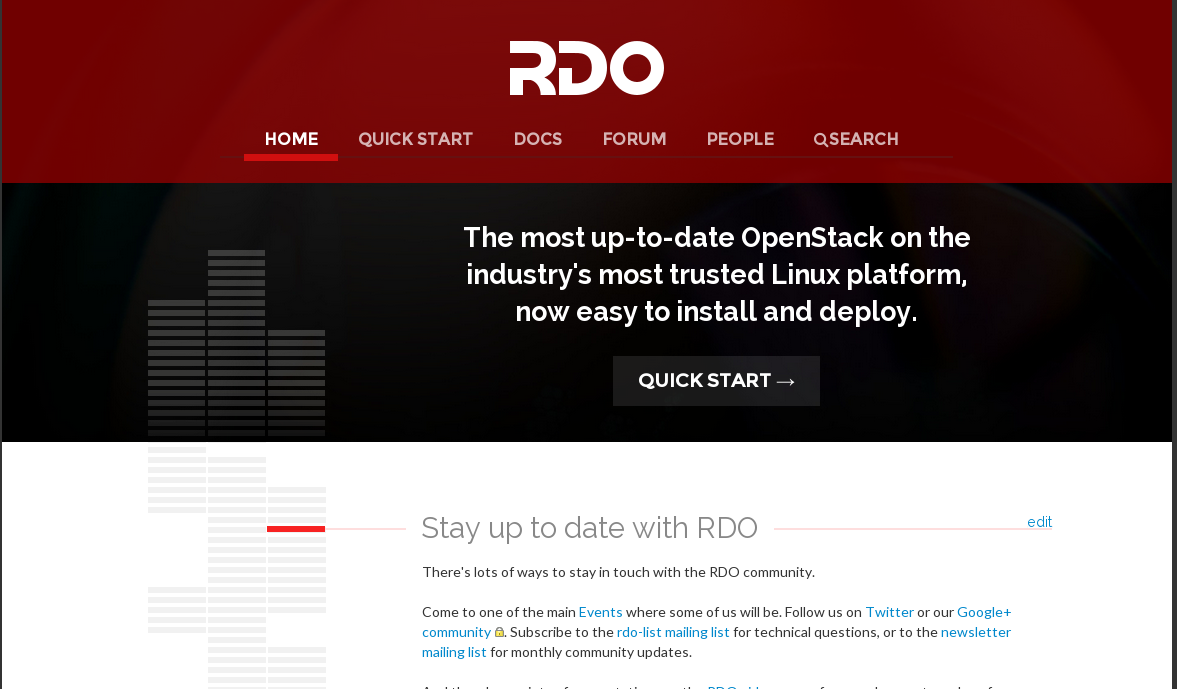 RDO
HOME QUICK START DOCS FORUM PEOPLE SEARCH
The most up-to-date OpenStack on the
industry's most trusted Linux platform,
now easy to install and deploy.
QUICK START →
Stay up to date with RDO
edit
There's lots of ways to stay in touch with the RDO community.
Come to one of the main Events where some of us will be. Follow us on Twitter or our Google+
community. Subscribe to the rdo-list mailing list for technical questions, or to the newsletter
mailing list for monthly community updates.